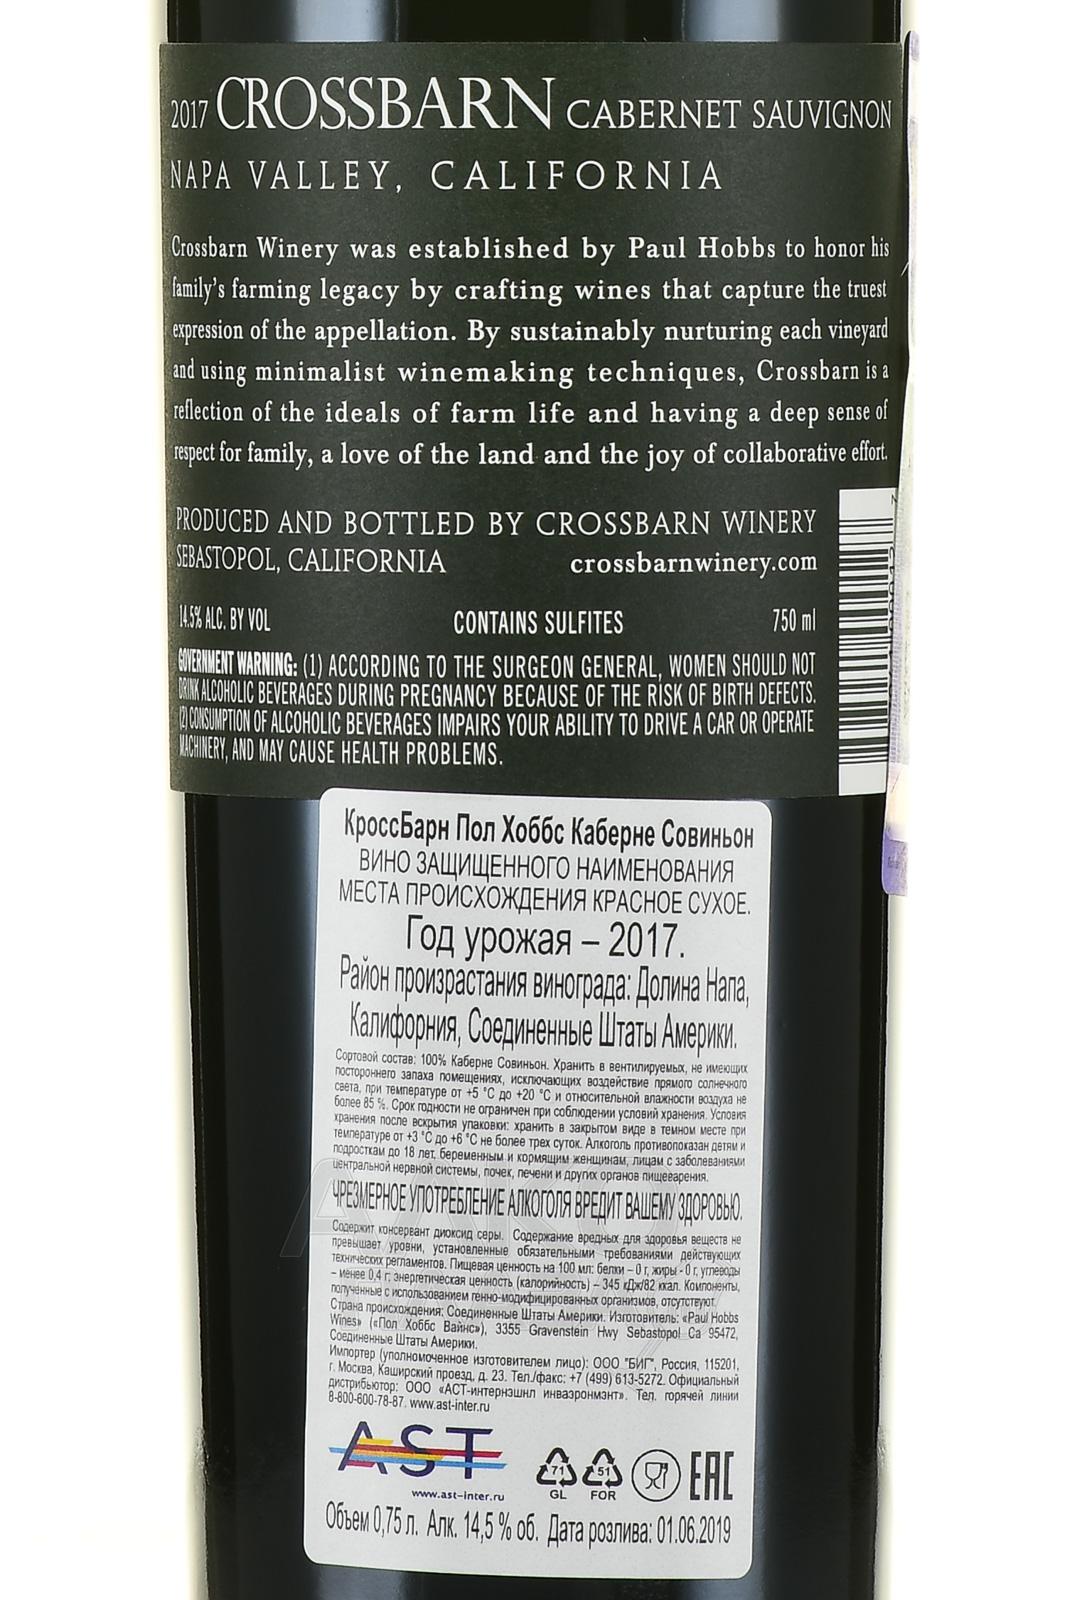 2017 CROSSBARN CABERNET SAUVIGNON
NAPA VALLEY, CALIFORNIA
Crossbarn Winery was established by Paul Hobbs to honor his
family's farming legacy by crafting wines that capture the truest
expression of the appellation. By sustainably nurturing each vineyard
and using minimalist winemaking techniques, Crossbarn is a
reflection of the ideals of farm life and having a deep sense of
respect for family, a love of the land and the joy of collaborative effort.
PRODUCED AND BOTTLED BY CROSSBARN WINERY
SEBASTOPOL, CALIFORNIA crossbarnwinery.com
14.5% ALC. BY VOL CONTAINS SULFITES 750 ml
GOVERNMENT WARNING: (1) ACCORDING TO THE SURGEON GENERAL, WOMEN SHOULD NOT
DRINK ALCOHOLIC BEVERAGES DURING PREGNANCY BECAUSE OF THE RISK OF BIRTH DEFECTS.
(2) CONSUMPTION OF ALCOHOLIC BEVERAGES IMPAIRS YOUR ABILITY TO DRIVE A CAR OR OPERATE
MACHINERY, AND MAY CAUSE HEALTH PROBLEMS.
КроссБарн Пол Хоббс Каберне Совиньон
ВИНО ЗАЩИЩЕННОГО НАИМЕНОВАНИЯ
МЕСТА ПРОИСХОЖДЕНИЯ КРАСНОЕ СУХОЕ.
Год урожая – 2017.
Район произрастания винограда: Долина Напа,
Калифорния, Соединенные Штаты Америки.
Сортовой состав: 100% Каберне Совиньон. Хранить в вентилируемых, не имеющих
постороннего запаха помещениях, исключающих воздействие прямого солнечного
света, при температуре от +5 °С до +20 °С и относительной влажности воздуха не
более 85 %. Срок годности не ограничен при соблюдении условий хранения. Условия
хранения после вскрытия упаковки: хранить в закрытом виде в темном месте при
температуре от +3 °С до +6 °С не более трех суток. Алкоголь противопоказан детям и
подросткам до 18 лет, беременным и кормящим женщинам, лицам с заболеваниями
центральной нервной системы, почек, печени и других органов пищеварения.
ЧРЕЗМЕРНОЕ УПОТРЕБЛЕНИЕ АЛКОГОЛЯ ВРЕДИТ ВАШЕМУ ЗДОРОВЬЮ.
Содержит консервант диоксид серы. Содержание вредных для здоровья веществ не
превышает уровни, установленные обязательными требованиями действующих
технических регламентов. Пищевая ценность на 100 мл: белки – 0 г, жиры - 0 г, углеводы
– менее 0,4 г; энергетическая ценность (калорийность) – 345 кДж/82 ккал. Компоненты,
полученные с использованием генно-модифицированных организмов, отсутствуют.
Страна происхождения: Соединенные Штаты Америки. Изготовитель: «Paul Hobbs
Wines» («Пол Хоббс Вайнс»), 3355 Gravenstein Hwy Sebastopol Ca 95472,
Соединенные Штаты Америки.
Импортер (уполномоченное изготовителем лицо): ООО "БИГ", Россия, 115201,
г. Москва, Каширский проезд, д. 23. Тел./факс: +7 (499) 613-5272. Официальный
дистрибьютор: ООО «АСТ-интернэшнл инваэронмэнт». Тел. горячей линии
8-800-600-78-87. www.ast-inter.ru
AST
www.ast-inter.ru
71
GL
51
FOR
EAC
Объем 0,75 л. Алк. 14,5 % об. Дата розлива: 01.06.2019